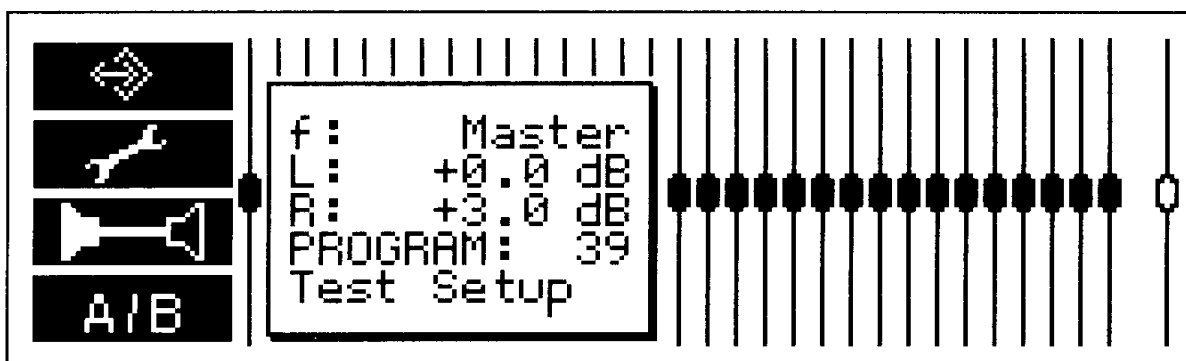 f: Master
L: +0.0 dB
R: +3.0 dB
PROGRAM: 39
Test Setup
A/B